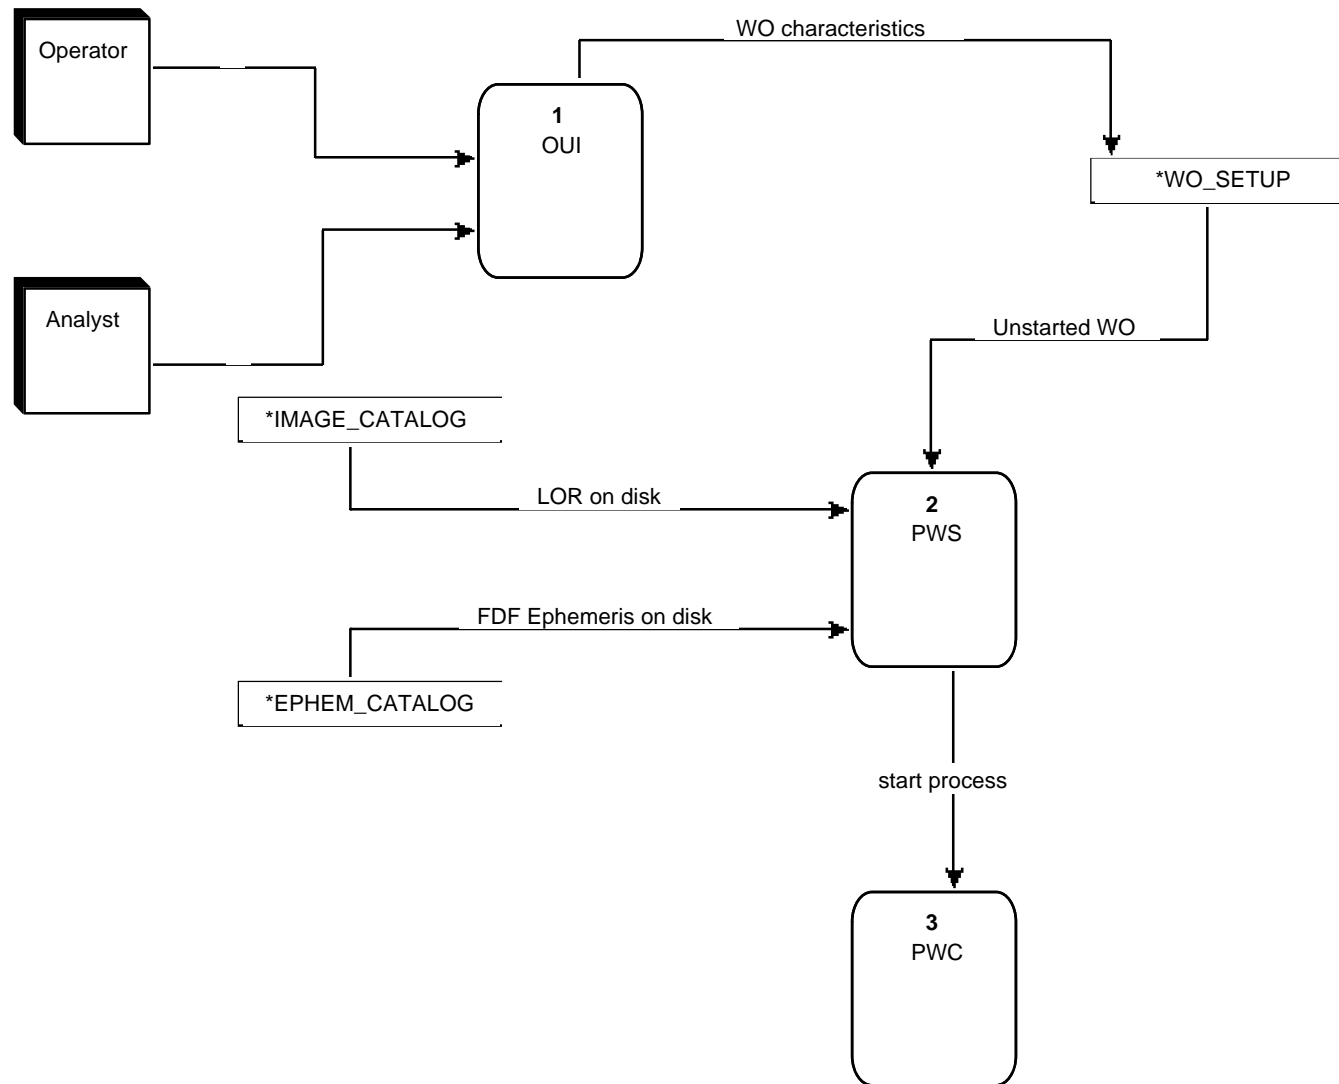 WO characteristics
Operator
1
OUI
*WO_SETUP
Analyst
Unstarted WO
*IMAGE_CATALOG
LOR on disk
2
PWS
FDF Ephemeris on disk
*EPHEM_CATALOG
start process
3
PWC